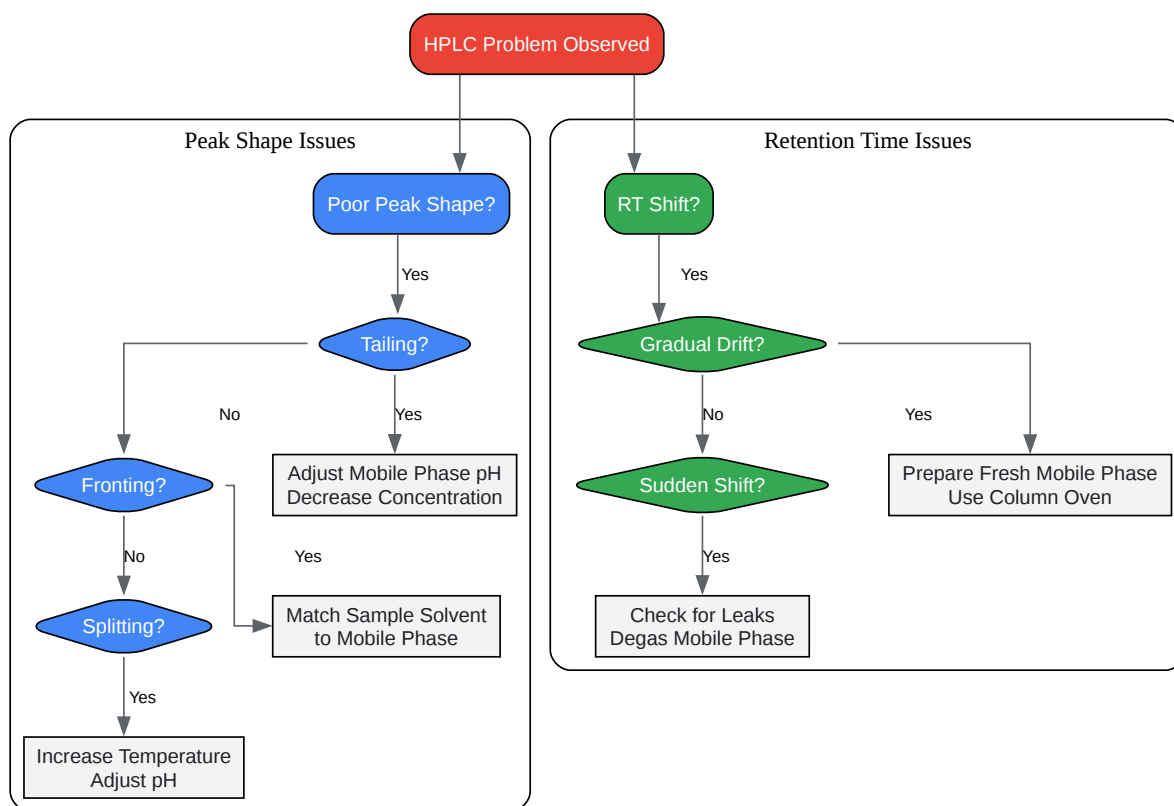 HPLC Problem Observed
Peak Shape Issues
Poor Peak Shape?
Yes
Tailing?
No
Yes
Fronting?
Adjust Mobile Phase pH
Decrease Concentration
No
Yes
Splitting?
Match Sample Solvent
to Mobile Phase
Yes
Increase Temperature
Adjust pH
Retention Time Issues
RT Shift?
Yes
Gradual Drift?
No
Yes
Sudden Shift?
Prepare Fresh Mobile Phase
Use Column Oven
Yes
Check for Leaks
Degas Mobile Phase